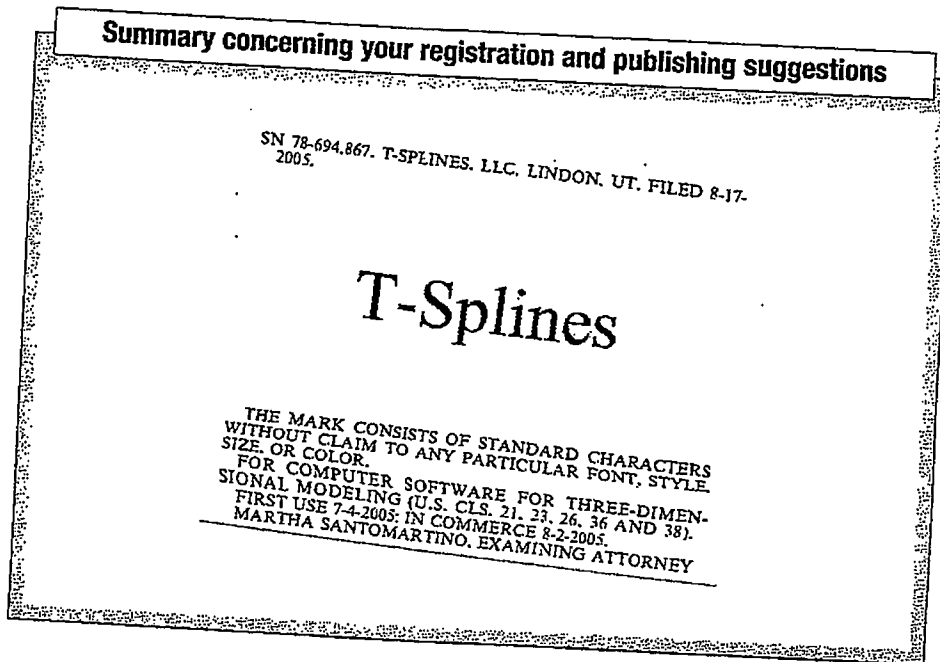 Summary concerning your registration and publishing suggestions
SN 78-694,867. T-SPLINES, LLC, LINDON, UT. FILED 8-17-
2005.
T-Splines
THE MARK CONSISTS OF STANDARD CHARACTERS
WITHOUT CLAIM TO ANY PARTICULAR FONT, STYLE,
SIZE, OR COLOR.
FOR COMPUTER SOFTWARE FOR THREE-DIMEN-
SIONAL MODELING (U.S. CLS. 21, 23, 26, 36 AND 38).
FIRST USE 7-4-2005; IN COMMERCE 8-2-2005.
MARTHA SANTOMARTINO, EXAMINING ATTORNEY